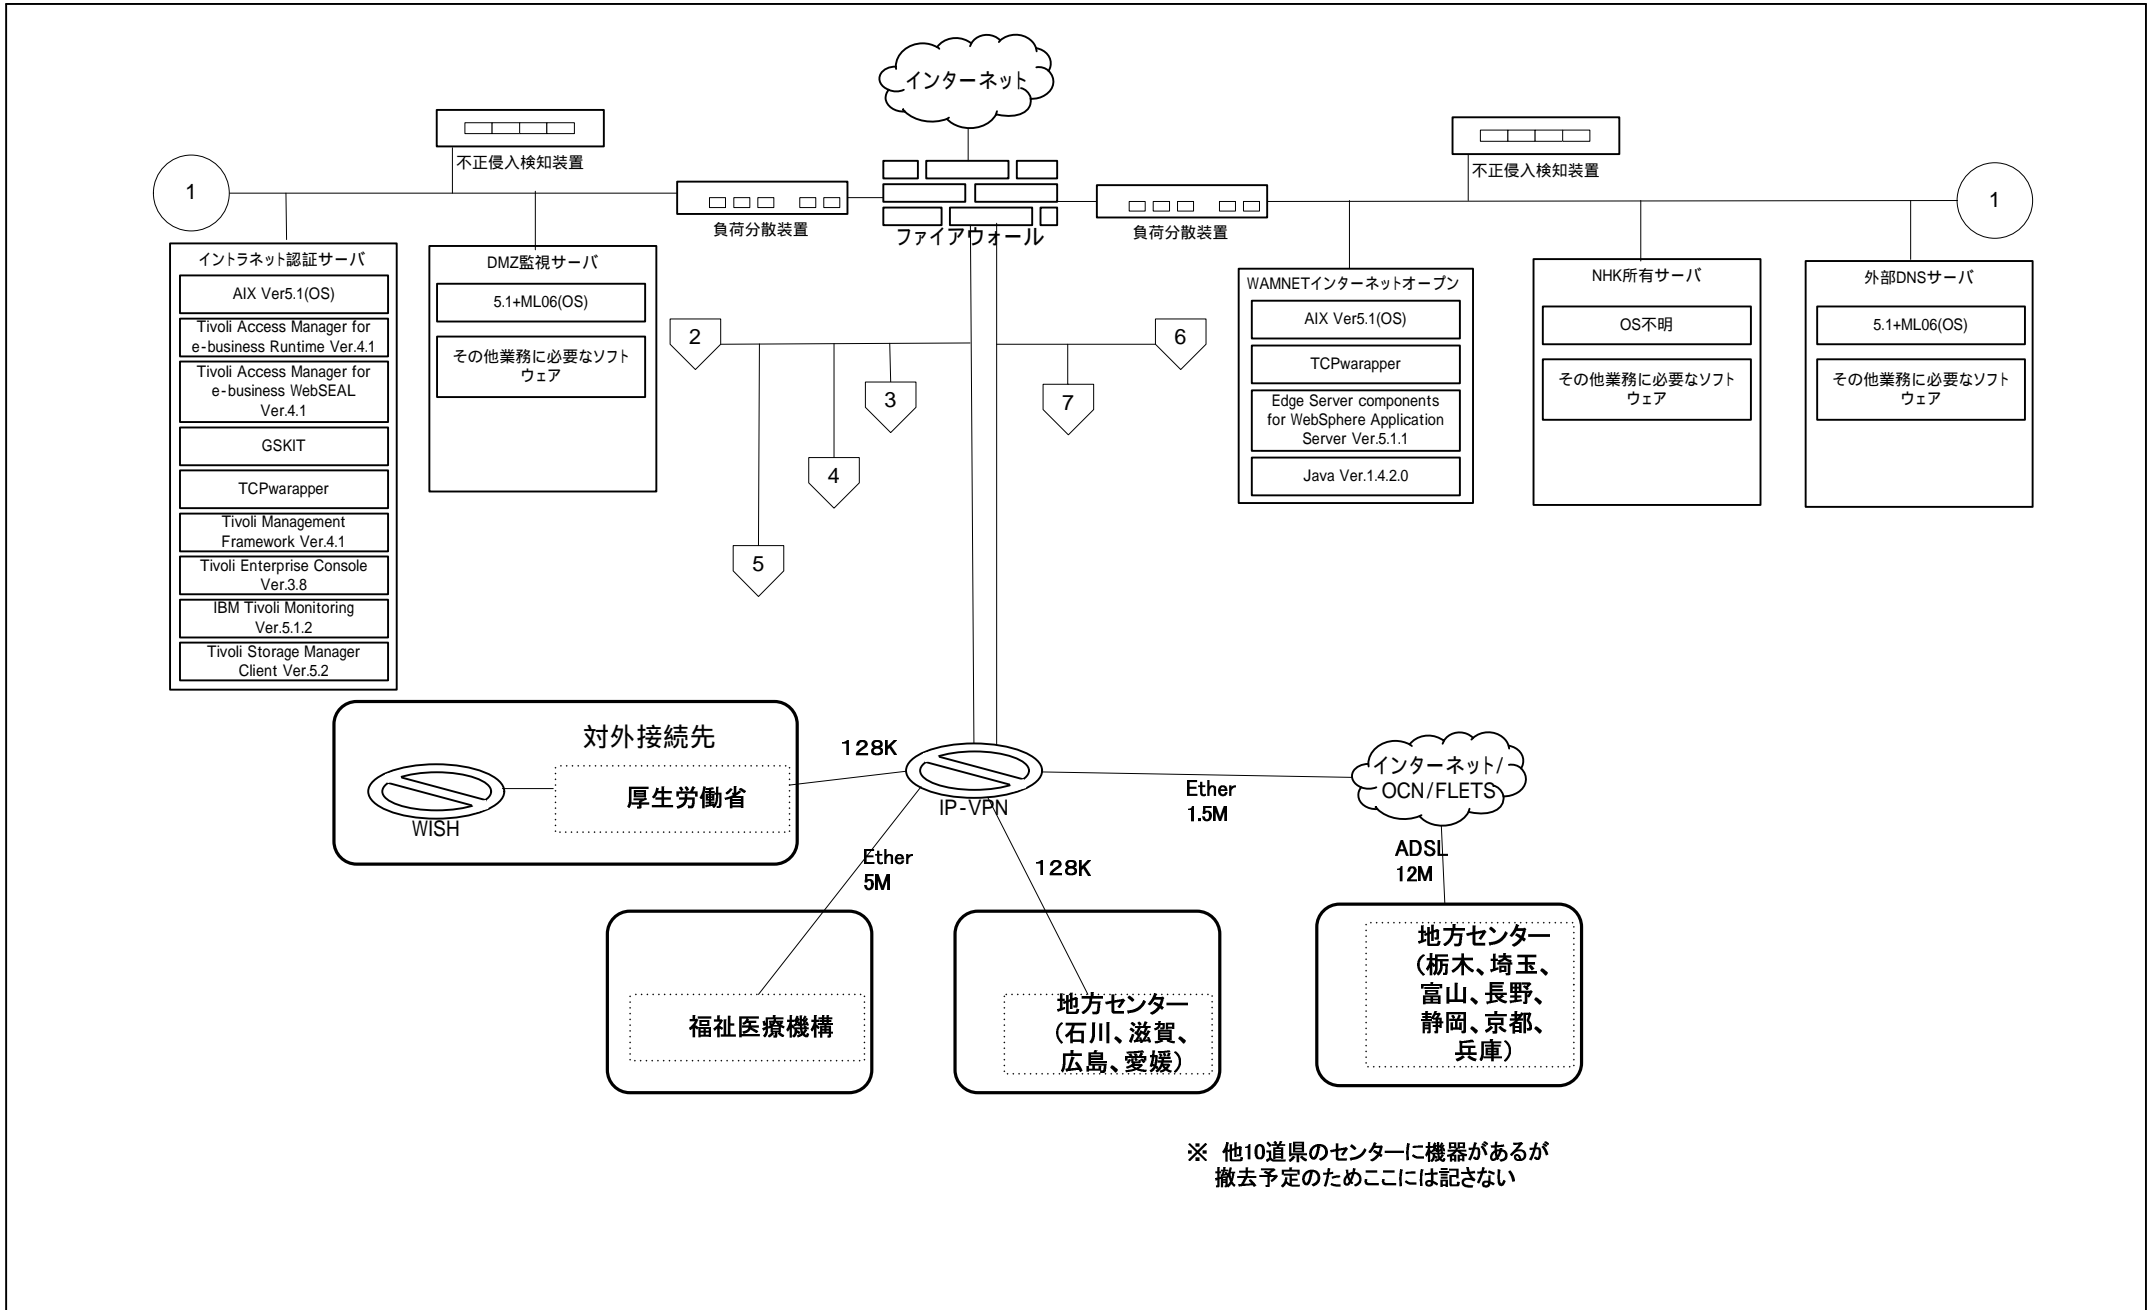 インターネット
不正侵入検知装置
不正侵入検知装置
1
1
負荷分散装置
ファイアウォール
負荷分散装置
イントラネット認証サーバ
AIX Ver5.1(OS)
Tivoli Access Manager for
e-business Runtime Ver.4.1
Tivoli Access Manager for
e-business WebSEAL
Ver.4.1
GSKIT
TCPwarapper
Tivoli Management
Framework Ver.4.1
Tivoli Enterprise Console
Ver.3.8
IBM Tivoli Monitoring
Ver.5.1.2
Tivoli Storage Manager
Client Ver.5.2
DMZ監視サーバ
5.1+ML06(OS)
その他業務に必要なソフト
ウェア
2
3
4
5
6
7
WAMNETインターネットオープン
AIX Ver5.1(OS)
TCPwarapper
Edge Server components
for WebSphere Application
Server Ver.5.1.1
Java Ver.1.4.2.0
NHK所有サーバ
OS不明
その他業務に必要なソフト
ウェア
外部DNSサーバ
5.1+ML06(OS)
その他業務に必要なソフト
ウェア
対外接続先
WISH
厚生労働省
128K
IP-VPN
Ether
1.5M
インターネット/
OCN/FLETS
Ether
5M
128K
ADSL
12M
福祉医療機構
地方センター
(石川、滋賀、
広島、愛媛)
地方センター
(栃木、埼玉、
富山、長野、
静岡、京都、
兵庫)
※ 他10道県のセンターに機器があるが
撤去予定のためここには記さない